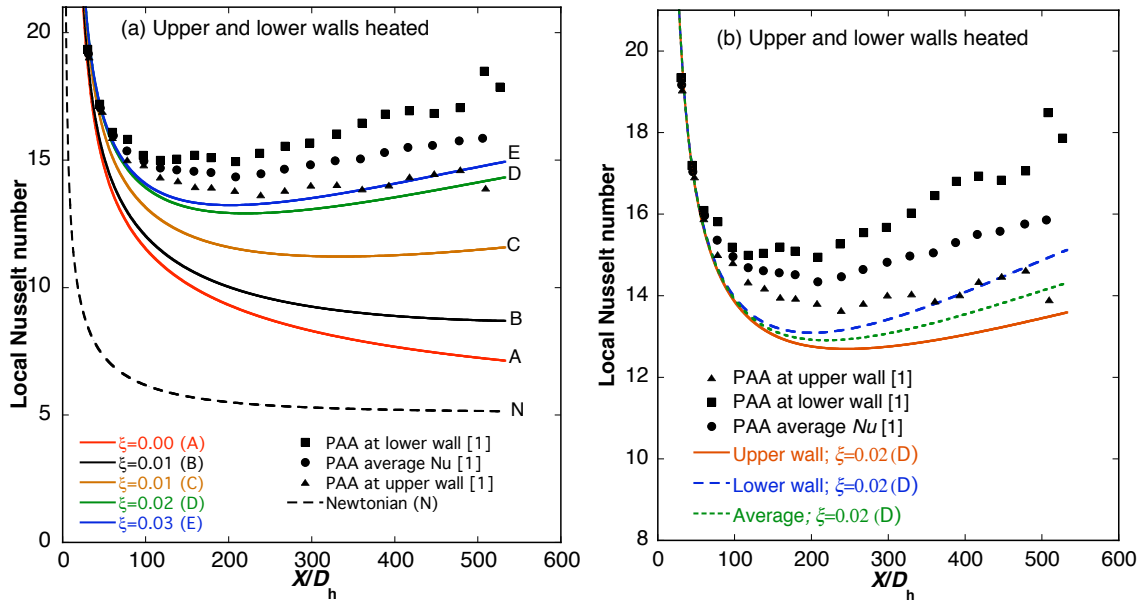 (a) Upper and lower walls heated
Local Nusselt number
20
15
10
5
0
E
D
C
B
A
N
ξ=0.00 (A)
ξ=0.01 (B)
ξ=0.01 (C)
ξ=0.02 (D)
ξ=0.03 (E)
PAA at lower wall [1]
PAA average Nu [1]
PAA at upper wall [1]
Newtonian (N)
0 100 200 300 400 500 600
X/D_h
(b) Upper and lower walls heated
Local Nusselt number
20
18
16
14
12
10
8
PAA at upper wall [1]
PAA at lower wall [1]
PAA average Nu [1]
Upper wall; ξ=0.02 (D)
Lower wall; ξ=0.02 (D)
Average; ξ=0.02 (D)
0 100 200 300 400 500 600
X/D_h